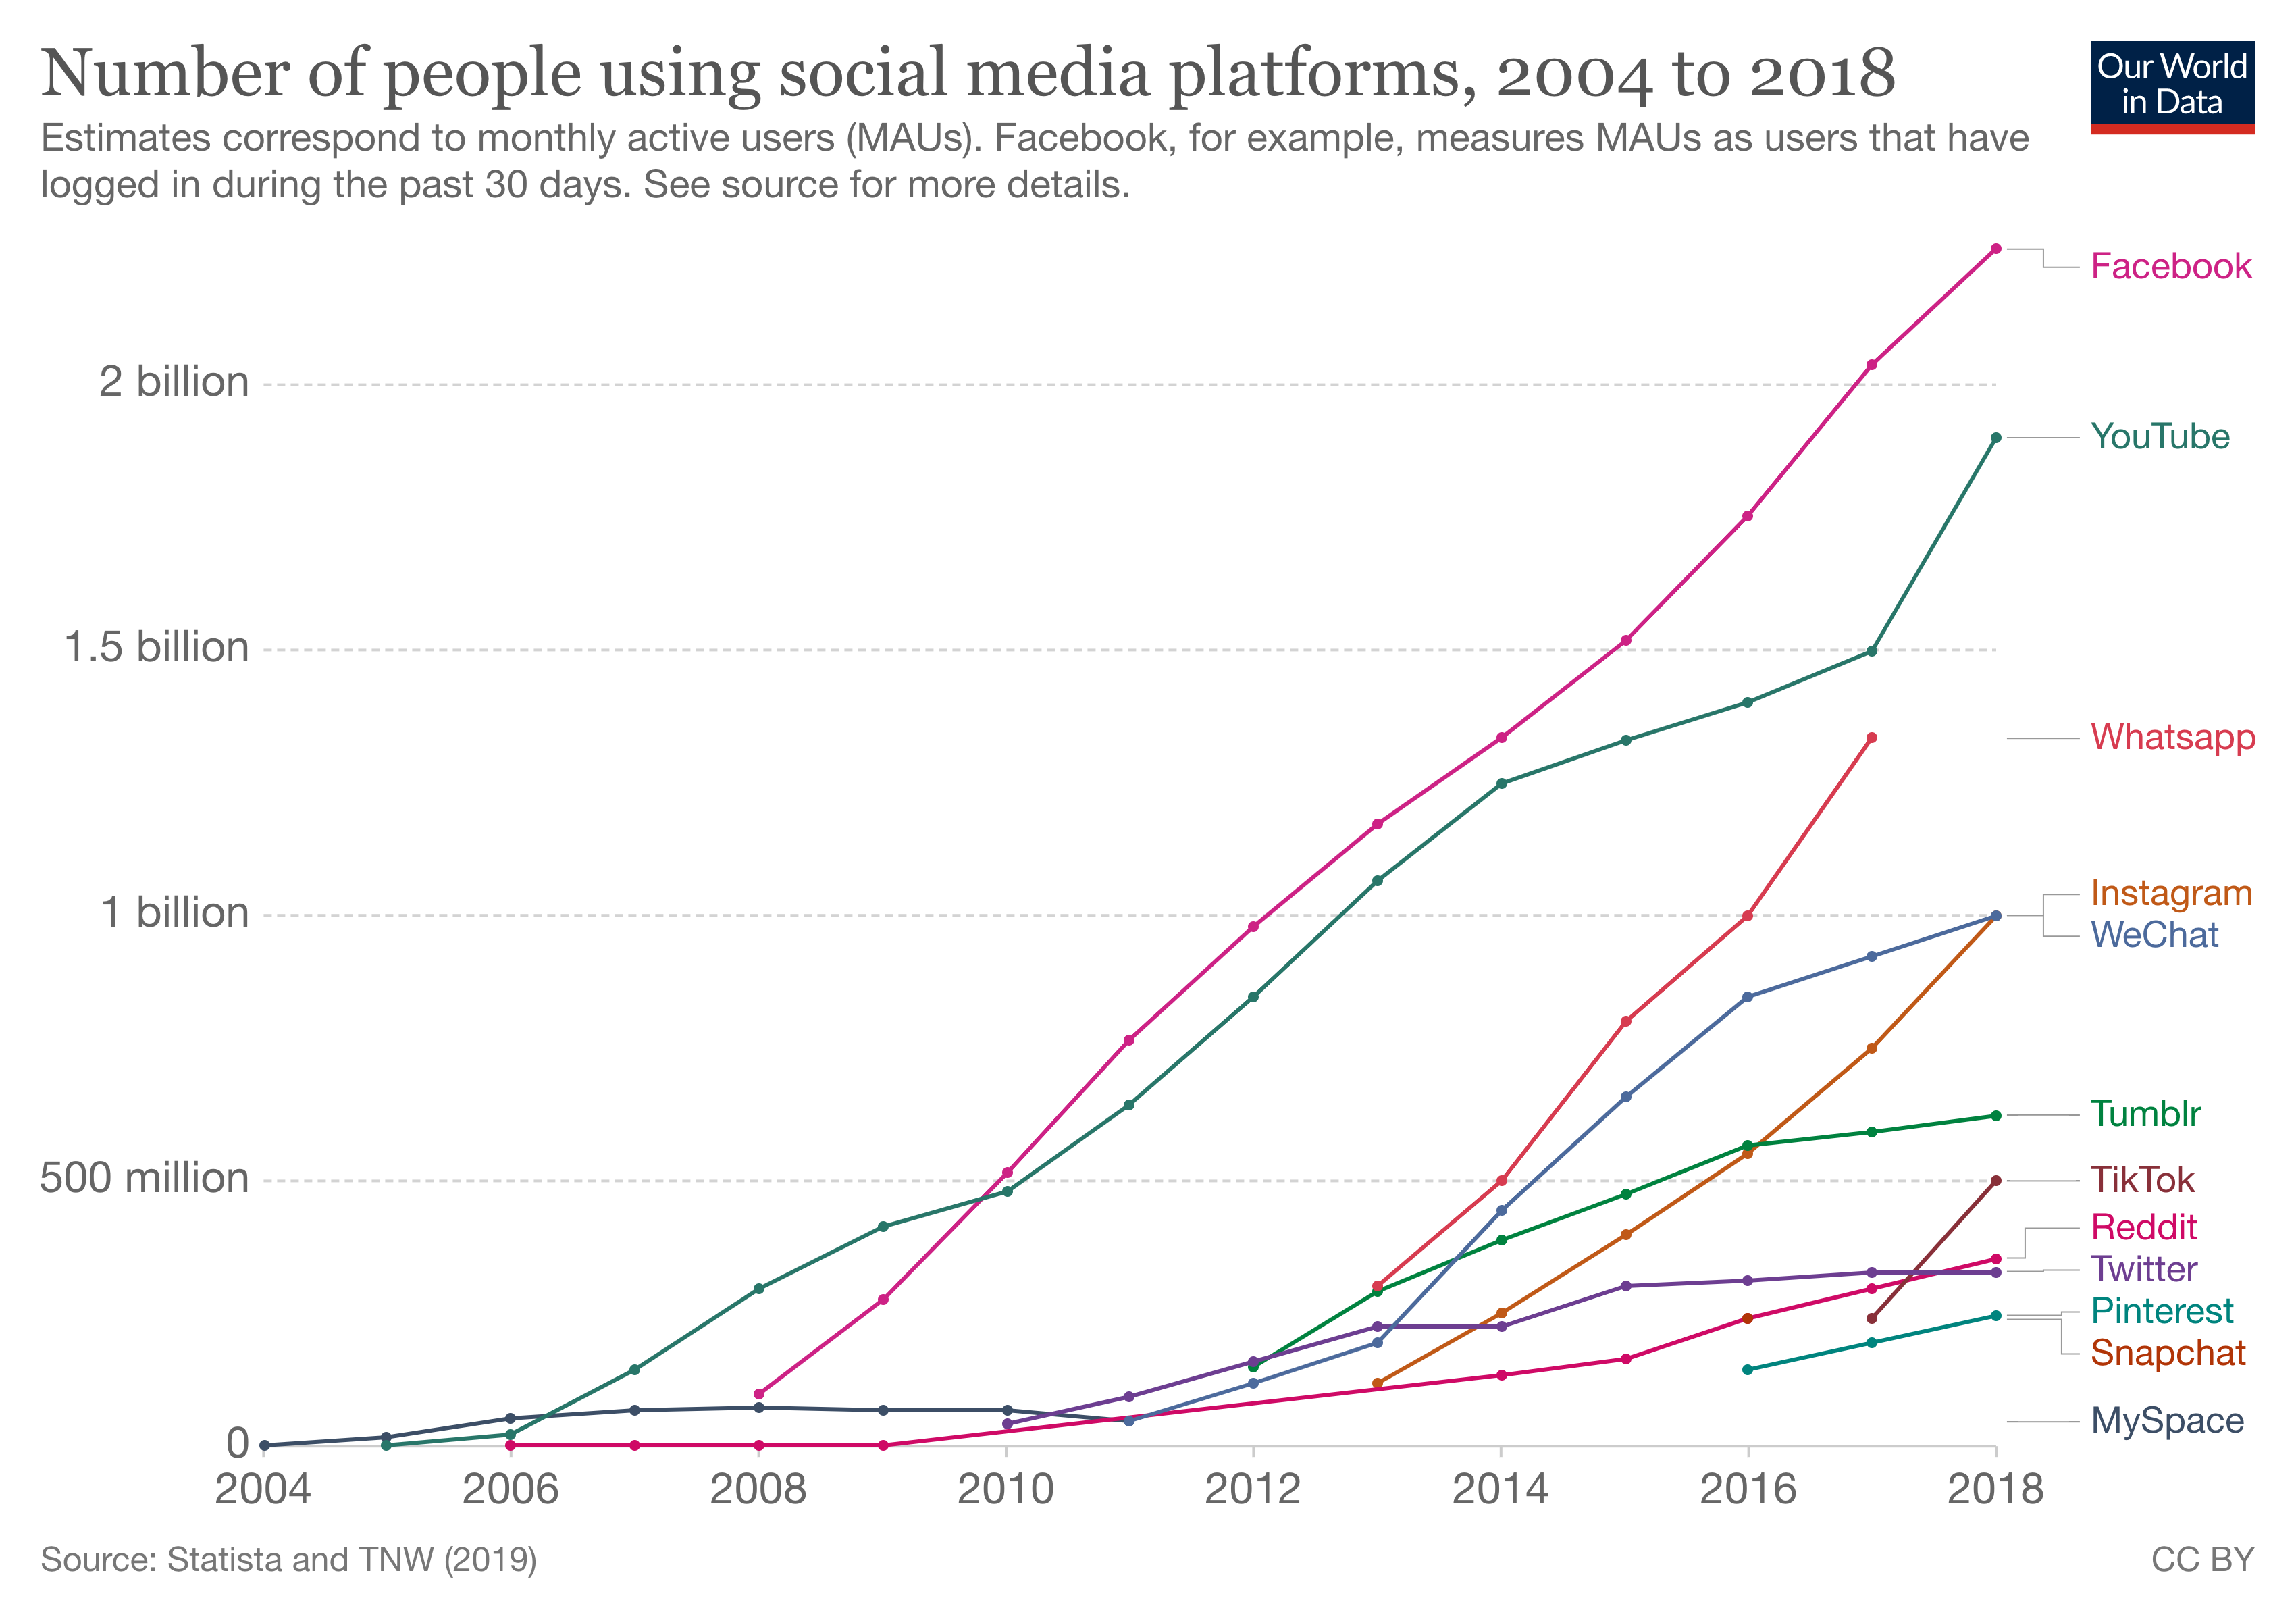 Number of people using social media platforms, 2004 to 2018
Our World
in Data
Estimates correspond to monthly active users (MAUs). Facebook, for example, measures MAUs as users that have
logged in during the past 30 days. See source for more details.
Facebook
2 billion
YouTube
1.5 billion
Whatsapp
1 billion
Instagram
WeChat
Tumblr
500 million
TikTok
Reddit
Twitter
Pinterest
Snapchat
MySpace
0
2004 2006 2008 2010 2012 2014 2016 2018
Source: Statista and TNW (2019)
CC BY